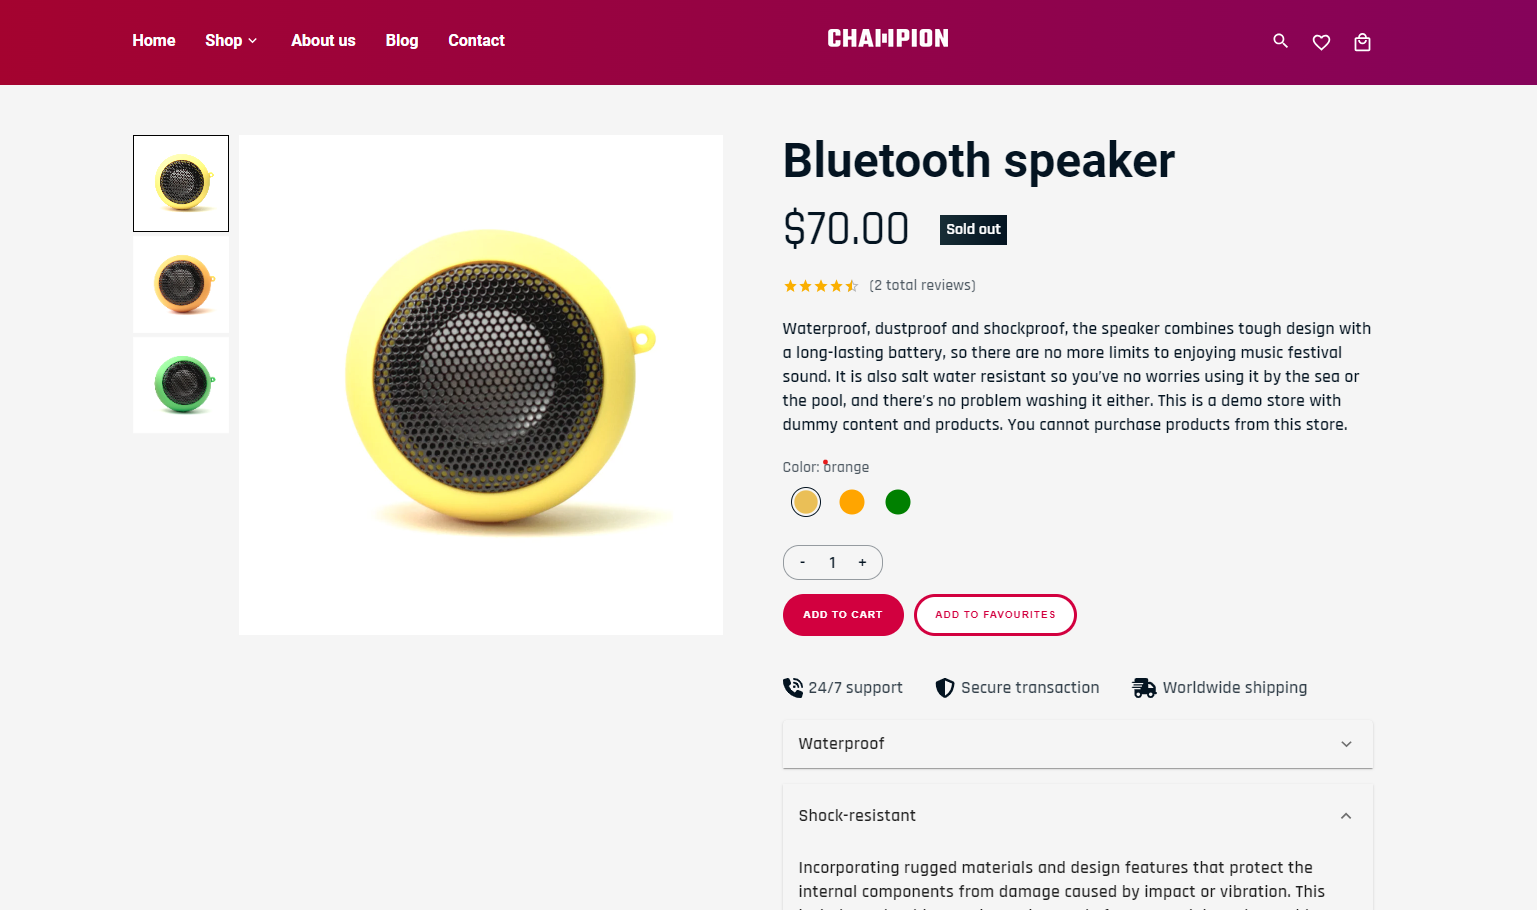 Home Shop About us Blog Contact
CHAMPION
Bluetooth speaker
$70.00 Sold out
(2 total reviews)
Waterproof, dustproof and shockproof, the speaker combines tough design with
a long-lasting battery, so there are no more limits to enjoying music festival
sound. It is also salt water resistant so you've no worries using it by the sea or
the pool, and there's no problem washing it either. This is a demo store with
dummy content and products. You cannot purchase products from this store.
Color: orange
- 1 +
ADD TO CART ADD TO FAVOURITES
24/7 support Secure transaction Worldwide shipping
Waterproof
Shock-resistant
Incorporating rugged materials and design features that protect the
internal components from damage caused by impact or vibration. This